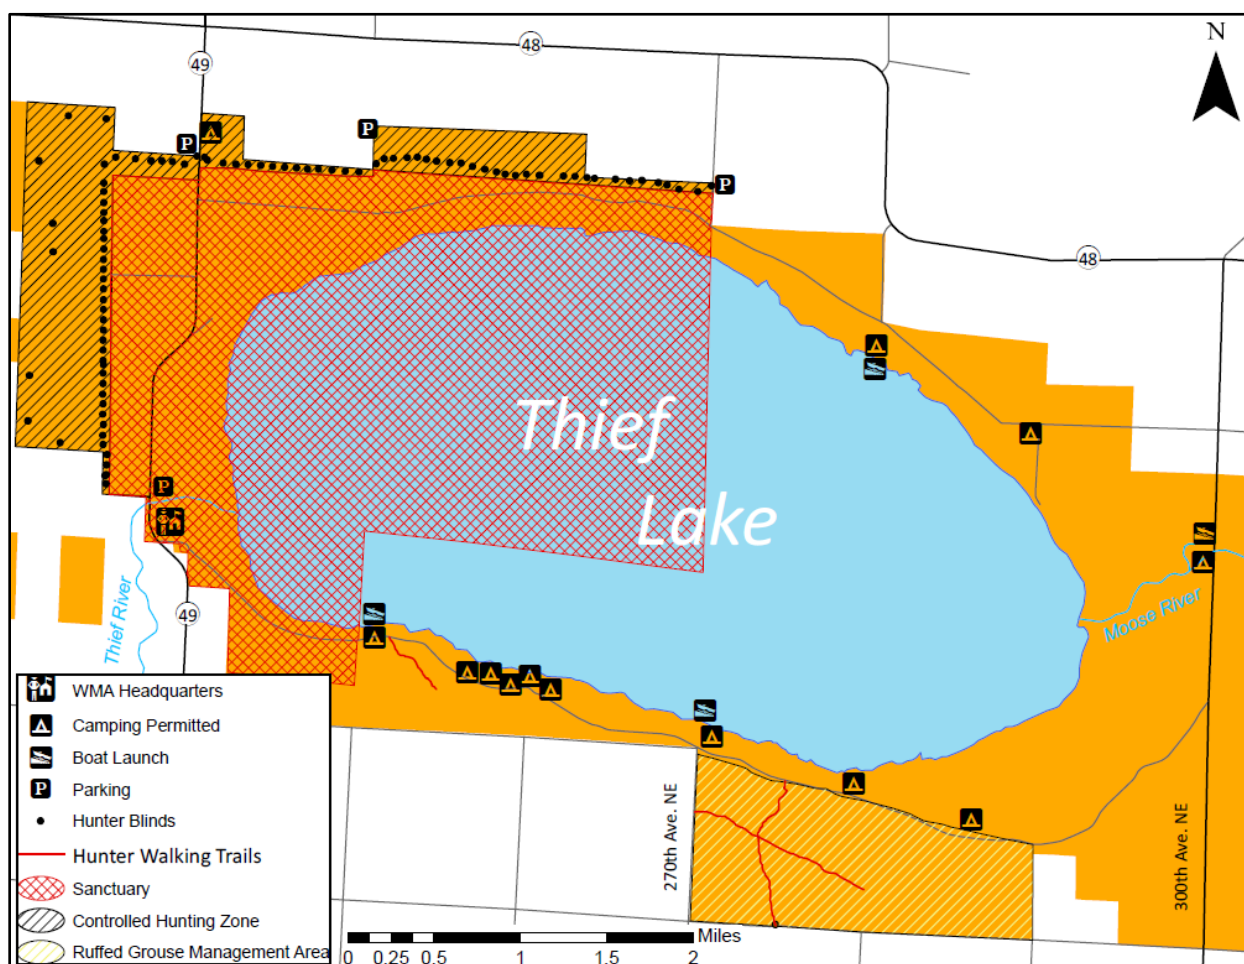 N
48
49
P
P
P
48
Thief
Lake
P
Moose River
Thief River
49
WMA Headquarters
Camping Permitted
Boat Launch
P Parking
Hunter Blinds
Hunter Walking Trails
Sanctuary
Controlled Hunting Zone
Ruffed Grouse Management Area
270th Ave. NE
300th Ave. NE
Miles
0 0.25 0.5 1 1.5 2